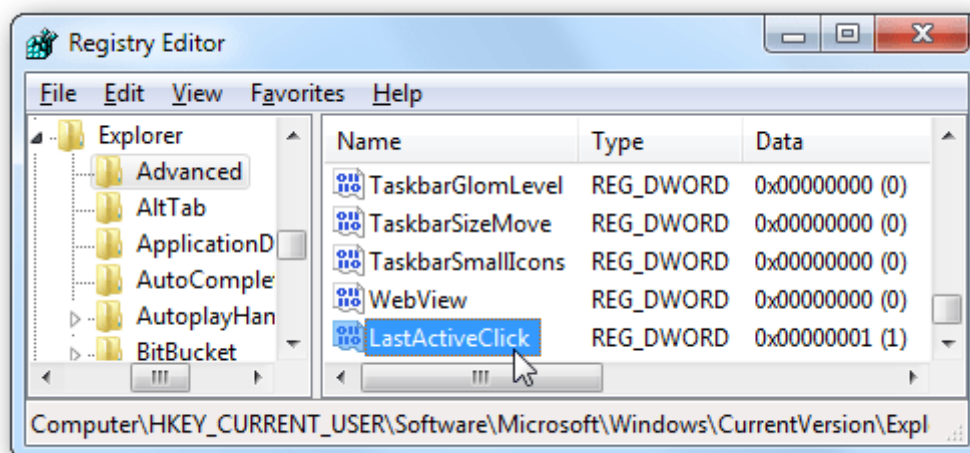 Registry Editor
File Edit View Favorites Help
Explorer
Advanced
AltTab
ApplicationD
AutoComple
AutoplayHan
BitBucket
Name Type Data
TaskbarGlomLevel REG_DWORD 0x00000000 (0)
TaskbarSizeMove REG_DWORD 0x00000000 (0)
TaskbarSmallIcons REG_DWORD 0x00000000 (0)
WebView REG_DWORD 0x00000000 (0)
LastActiveClick REG_DWORD 0x00000001 (1)
Computer\HKEY_CURRENT_USER\Software\Microsoft\Windows\CurrentVersion\Expl